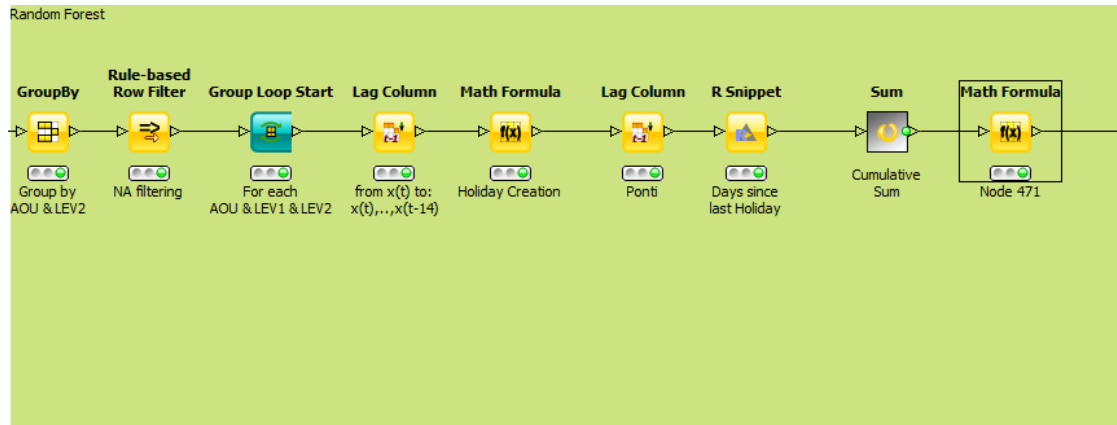 Random Forest
GroupBy
Rule-based
Row Filter
Group Loop Start
Lag Column
Math Formula
Lag Column
R Snippet
Sum
Math Formula
t-1
f(x)
t-1
f(x)
Group by
AOU & LEV2
NA filtering
For each
AOU & LEV1 & LEV2
from x(t) to:
x(t),..,x(t-14)
Holiday Creation
Ponti
Days since
last Holiday
Cumulative
Sum
Node 471